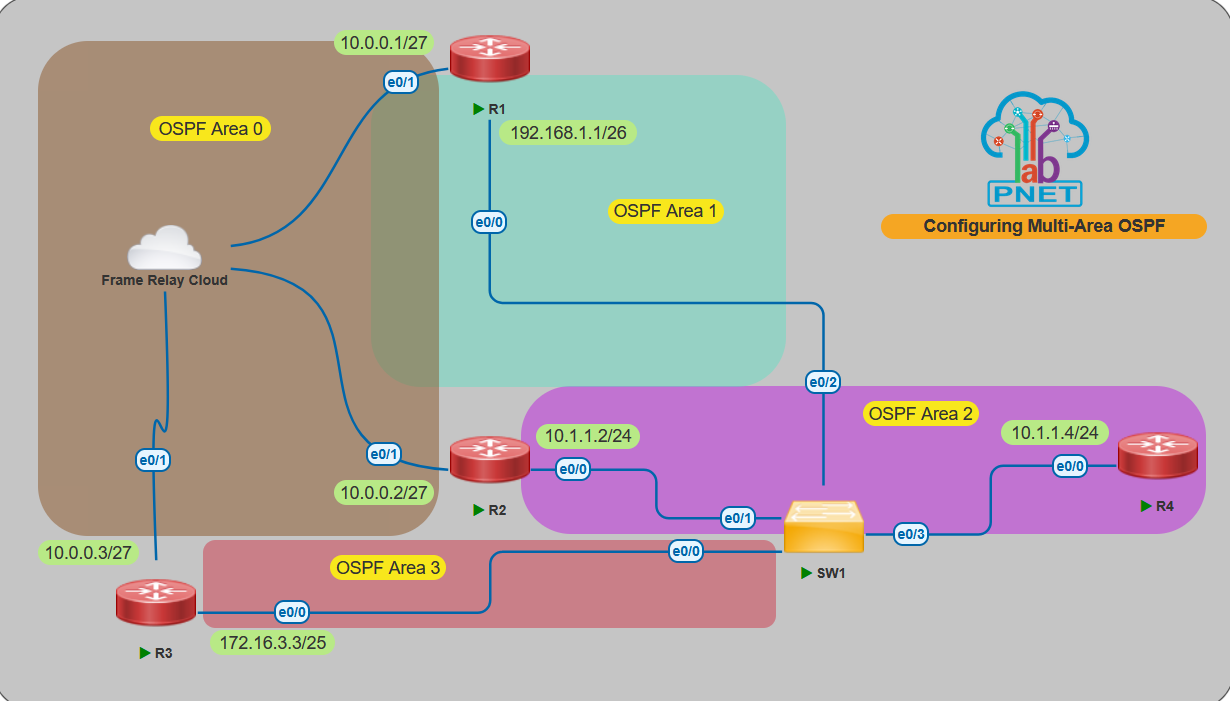 10.0.0.1/27
e0/1
R1
OSPF Area 0
192.168.1.1/26
lab
PNET
OSPF Area 1
e0/0
Configuring Multi-Area OSPF
Frame Relay Cloud
e0/2
OSPF Area 2
10.1.1.2/24
10.1.1.4/24
e0/1
e0/1
e0/0
e0/0
10.0.0.2/27
R2
R4
e0/1
e0/3
10.0.0.3/27
e0/0
OSPF Area 3
SW1
e0/0
172.16.3.3/25
R3